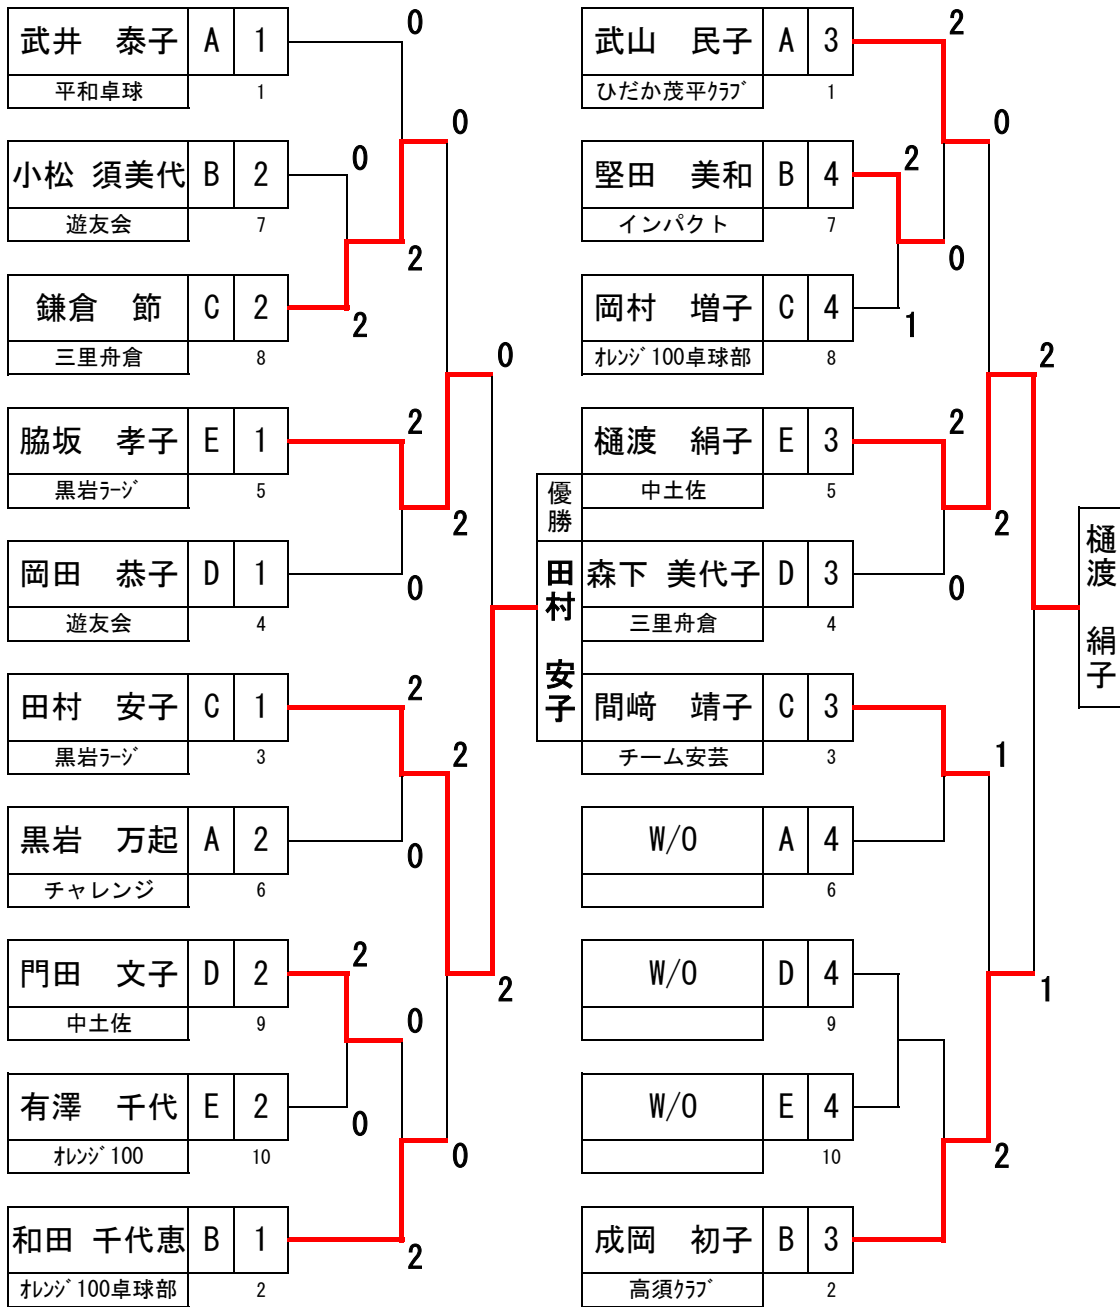 武井　泰子 A 1
平和卓球 1
0
0
小松 須美代 B 2
遊友会 7
0
2
鎌倉　節 C 2
三里舟倉 8
2
0
脇坂　孝子 E 1
黒岩ﾗｰｼﾞ 5
2
2
岡田　恭子 D 1
遊友会 4
0
田村　安子 C 1
黒岩ﾗｰｼﾞ 3
2
2
黒岩　万起 A 2
チャレンジ 6
0
門田　文子 D 2
中土佐 9
2
0
2
有澤　千代 E 2
ｵﾚﾝｼﾞ100 10
0
0
和田 千代恵 B 1
ｵﾚﾝｼﾞ100卓球部 2
2
優勝
田村　安子
武山　民子 A 3
ひだか茂平ｸﾗﾌﾞ 1
2
0
堅田　美和 B 4
インパクト 7
2
0
岡村　増子 C 4
ｵﾚﾝｼﾞ100卓球部 8
1
2
樋渡　絹子 E 3
中土佐 5
2
2
森下 美代子 D 3
三里舟倉 4
0
間﨑　靖子 C 3
チーム安芸 3
1
W/O A 4
6
W/O D 4
9
1
W/O E 4
10
2
成岡　初子 B 3
高須ｸﾗﾌﾞ 2
樋渡　絹子